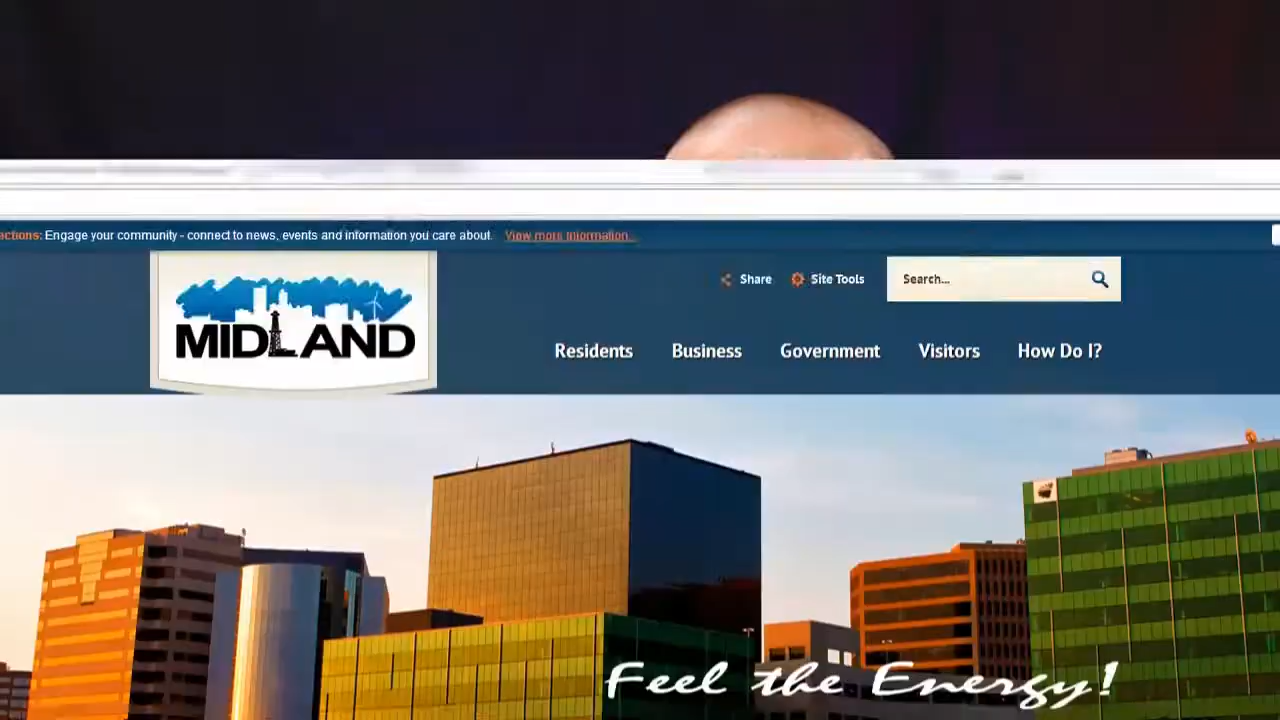 ections: Engage your community - connect to news, events and information you care about. View more information...
Share Site Tools Search...
MIDLAND
Residents Business Government Visitors How Do I?
Feel the Energy!